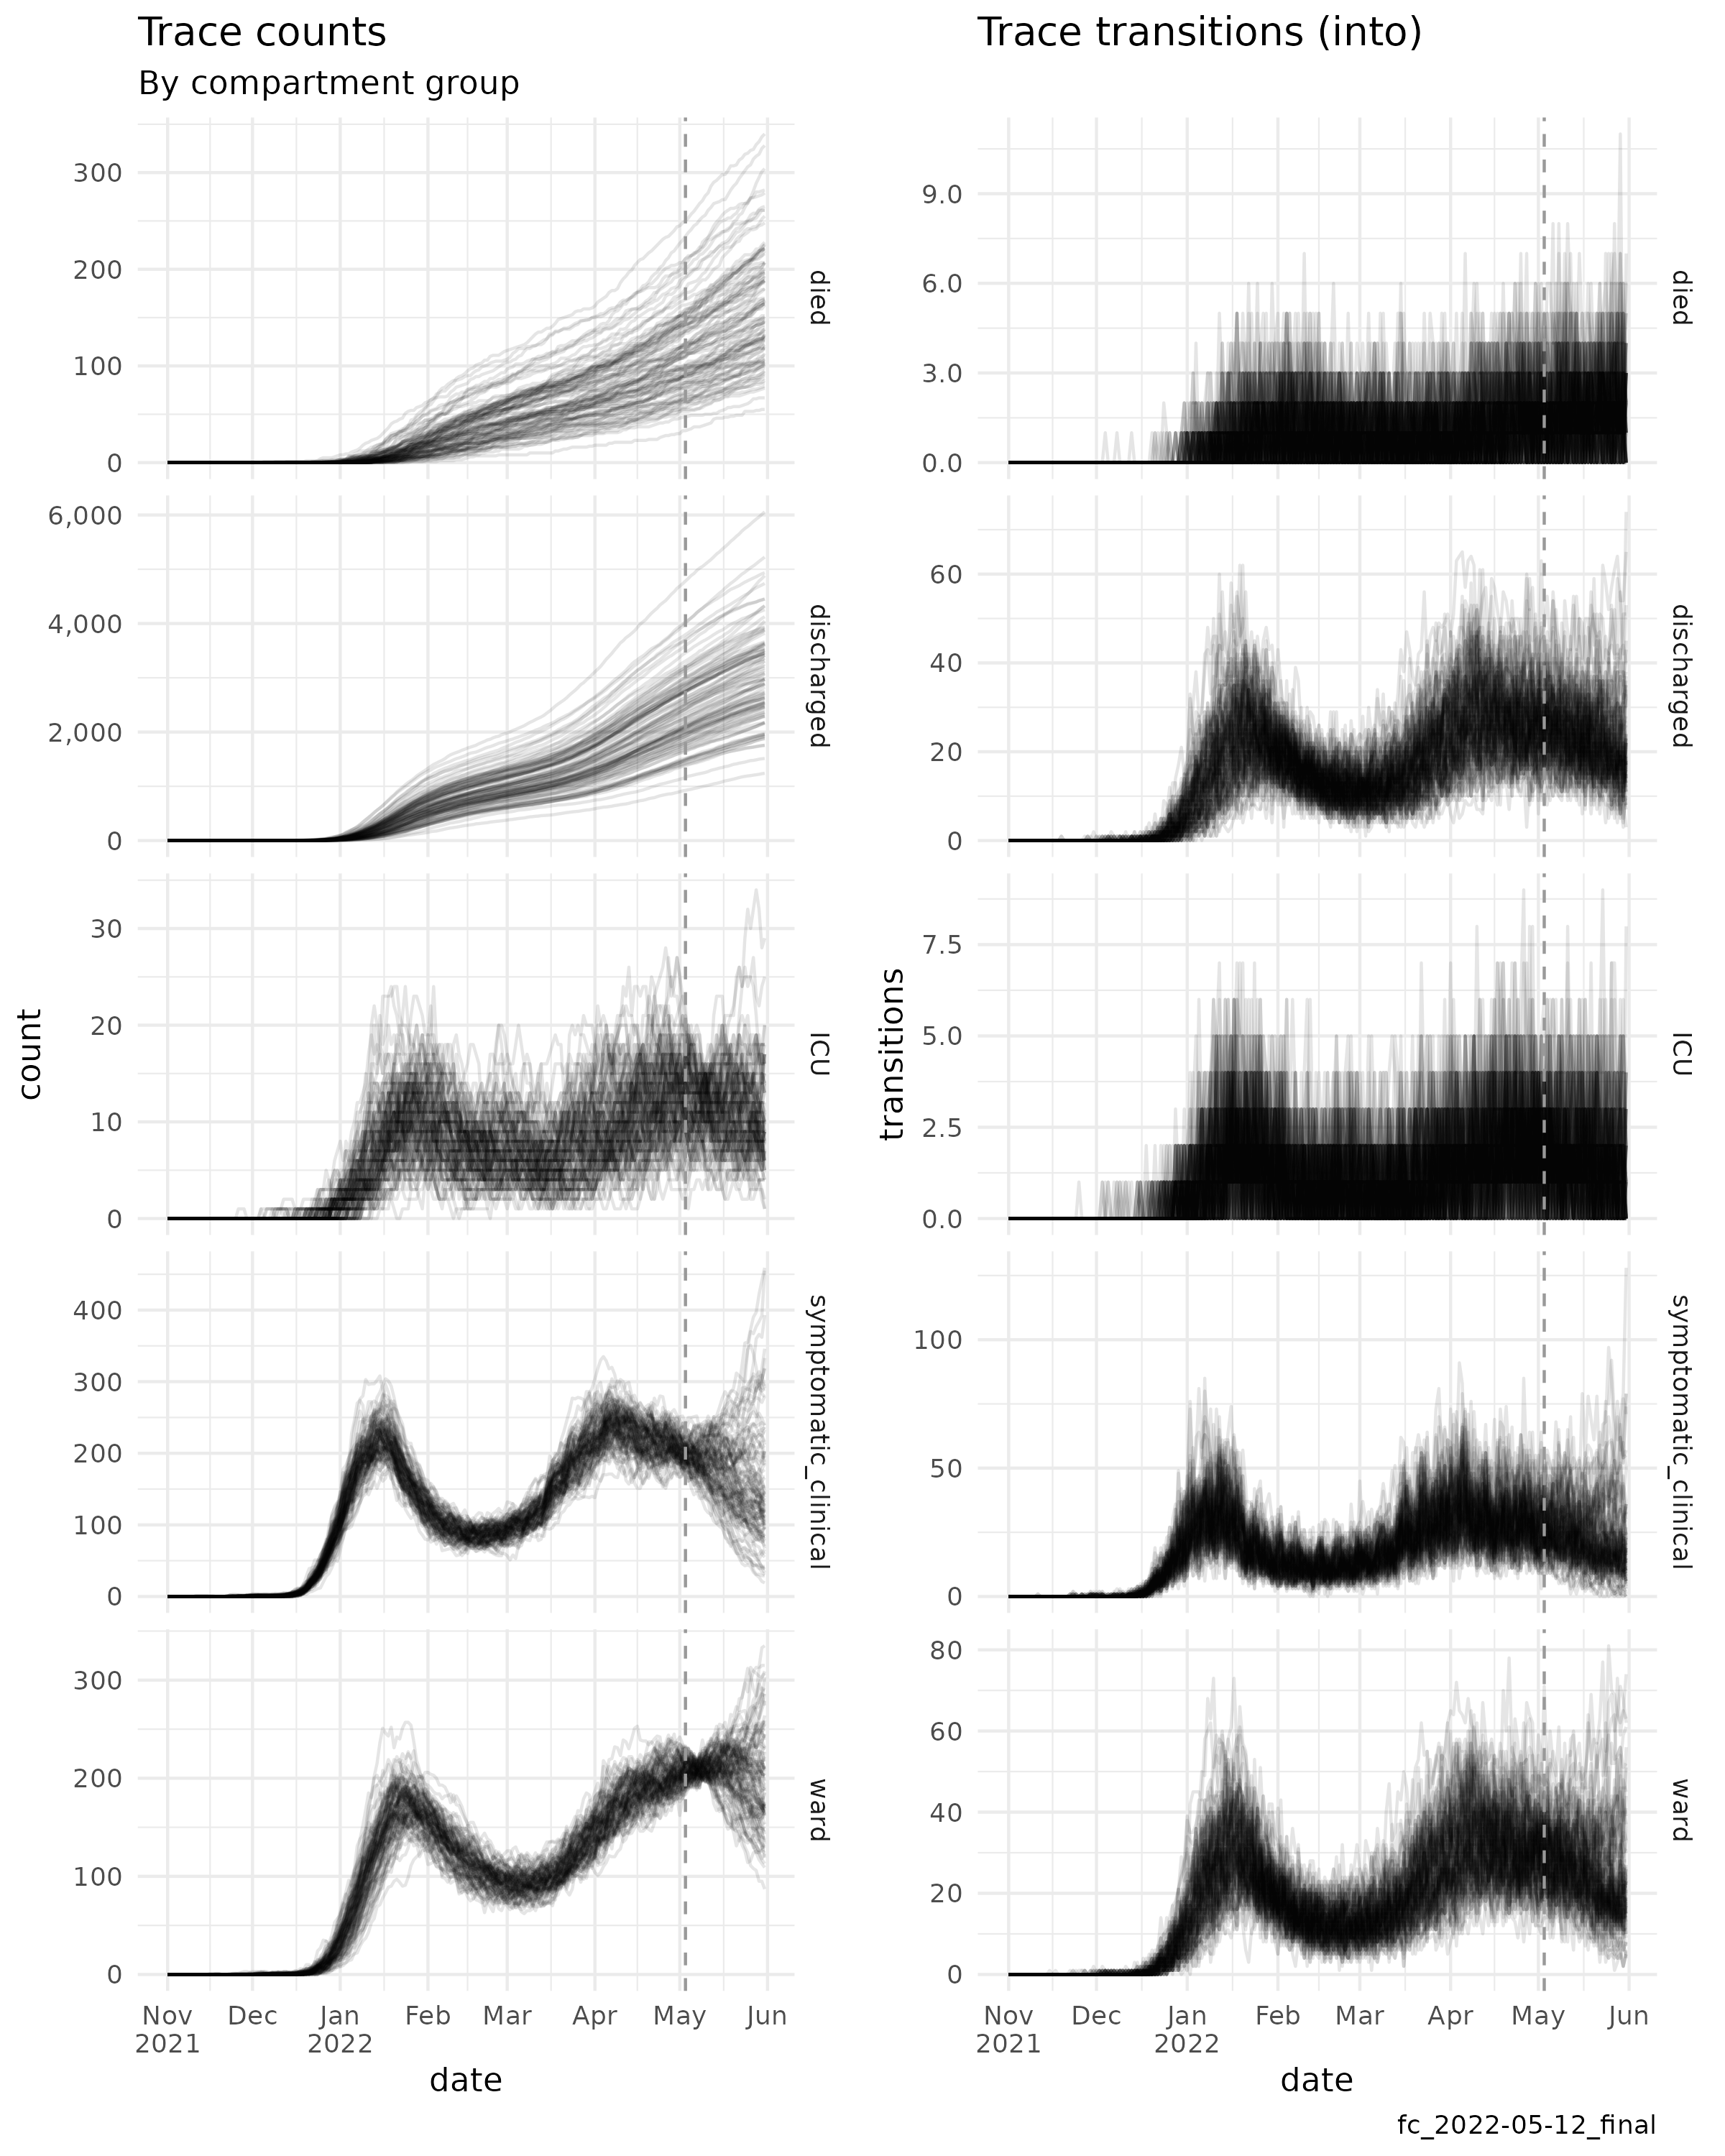 Trace counts
By compartment group
count
300
200
100
0
died
6,000
4,000
2,000
0
discharged
30
20
10
0
ICU
400
300
200
100
0
symptomatic_clinical
300
200
100
0
ward
Nov Dec Jan Feb Mar Apr May Jun
2021 2022
date
Trace transitions (into)
transitions
9.0
6.0
3.0
0.0
died
60
40
20
0
discharged
7.5
5.0
2.5
0.0
ICU
100
50
0
symptomatic_clinical
80
60
40
20
0
ward
Nov Dec Jan Feb Mar Apr May Jun
2021 2022
date
fc_2022-05-12_final